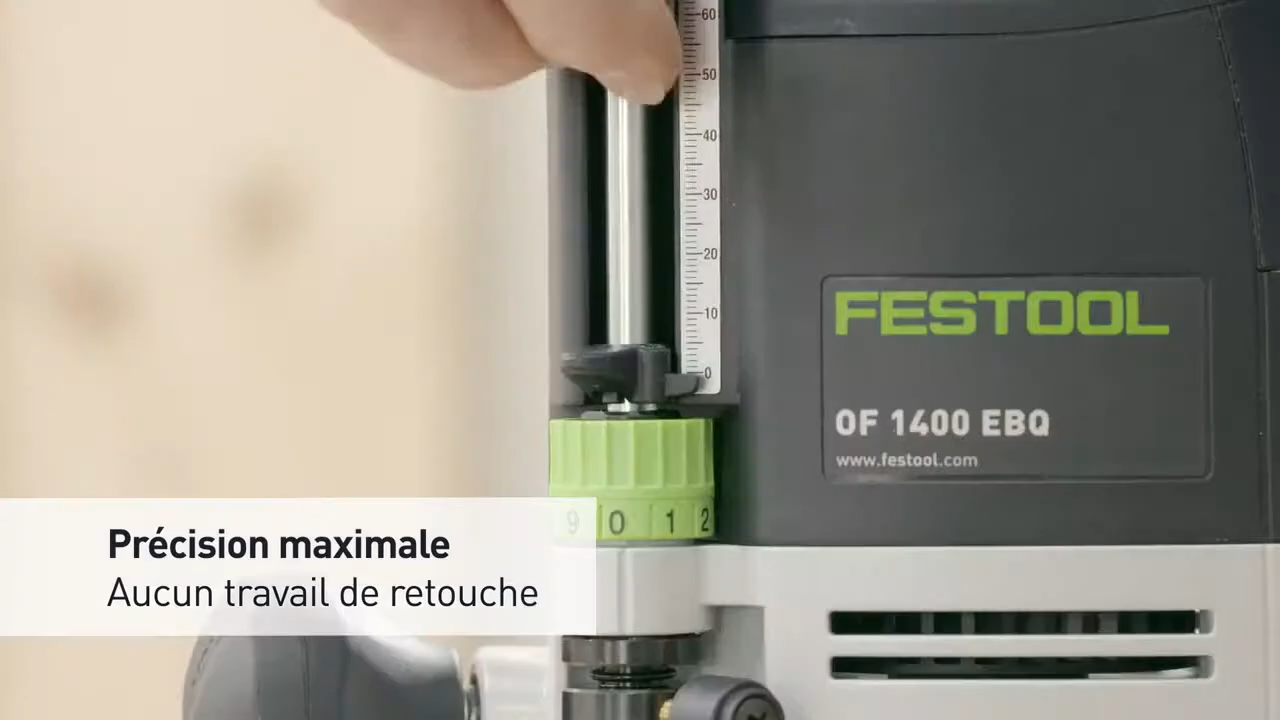 60
50
40
30
20
10
0
FESTOOL
OF 1400 EBQ
www.festool.com
9 0 1 2
Précision maximale
Aucun travail de retouche